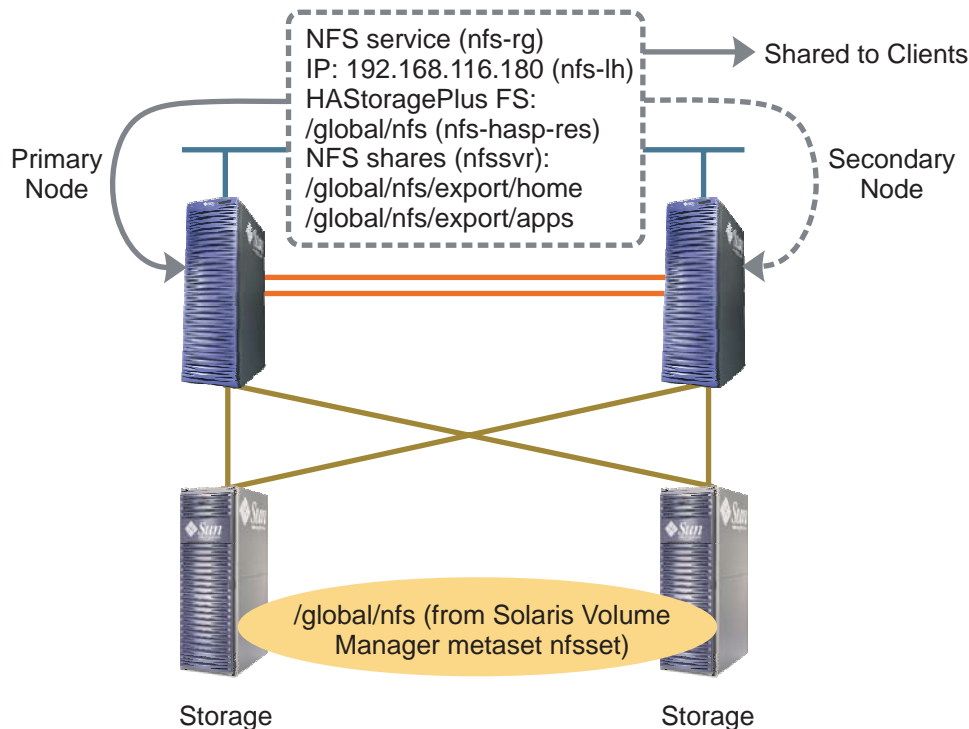 NFS service (nfs-rg)
IP: 192.168.116.180 (nfs-lh)
HAStoragePlus FS:
/global/nfs (nfs-hasp-res)
NFS shares (nfssvr):
/global/nfs/export/home
/global/nfs/export/apps
Shared to Clients
Primary
Node
Secondary
Node
Sun
Sun
/global/nfs (from Solaris Volume
Manager metaset nfsset)
Storage
Storage